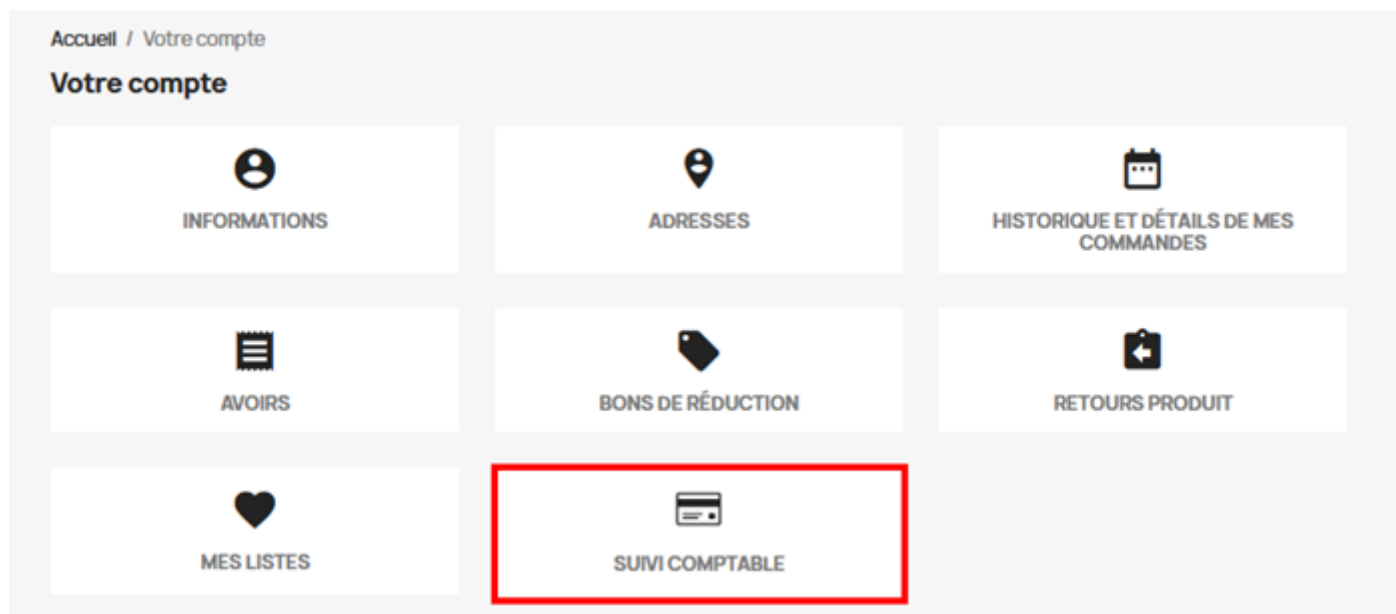 Accueil / Votre compte
Votre compte
INFORMATIONS
ADRESSES
HISTORIQUE ET DÉTAILS DE MES
COMMANDES
AVOIRS
BONS DE RÉDUCTION
RETOURS PRODUIT
MES LISTES
SUIVI COMPTABLE